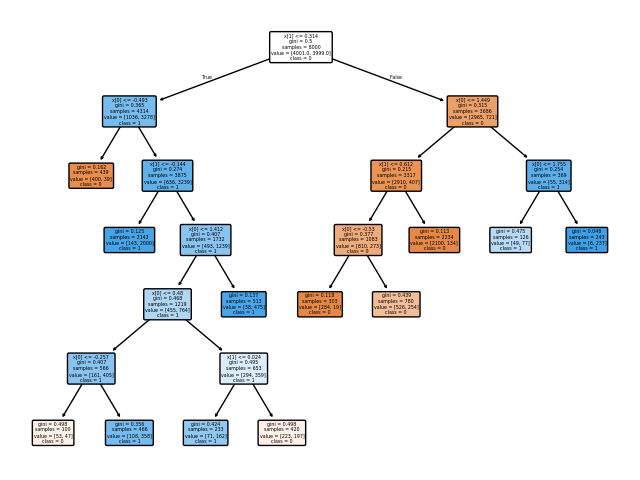 x[1] <= 0.314
gini = 0.5
samples = 8000
value = [4001.0, 3999.0]
class = 0
True
False
x[0] <= -0.493
gini = 0.365
samples = 4314
value = [1036, 3278]
class = 1
x[0] <= 1.449
gini = 0.315
samples = 3686
value = [2965, 721]
class = 0
gini = 0.162
samples = 439
value = [400, 39]
class = 0
x[1] <= -0.144
gini = 0.274
samples = 3875
value = [636, 3239]
class = 1
x[1] <= 0.612
gini = 0.215
samples = 3317
value = [2910, 407]
class = 0
x[0] <= 1.755
gini = 0.254
samples = 369
value = [55, 314]
class = 1
gini = 0.125
samples = 2143
value = [143, 2000]
class = 1
x[0] <= 1.412
gini = 0.407
samples = 1732
value = [493, 1239]
class = 1
x[0] <= -0.53
gini = 0.377
samples = 1083
value = [810, 273]
class = 0
gini = 0.113
samples = 2234
value = [2100, 134]
class = 0
gini = 0.475
samples = 126
value = [49, 77]
class = 1
gini = 0.048
samples = 243
value = [6, 237]
class = 1
x[0] <= 0.48
gini = 0.468
samples = 1219
value = [455, 764]
class = 1
gini = 0.137
samples = 513
value = [38, 475]
class = 1
gini = 0.118
samples = 303
value = [284, 19]
class = 0
gini = 0.439
samples = 780
value = [526, 254]
class = 0
x[0] <= -0.257
gini = 0.407
samples = 566
value = [161, 405]
class = 1
x[1] <= 0.024
gini = 0.495
samples = 653
value = [294, 359]
class = 1
gini = 0.498
samples = 100
value = [53, 47]
class = 0
gini = 0.356
samples = 466
value = [108, 358]
class = 1
gini = 0.424
samples = 233
value = [71, 162]
class = 1
gini = 0.498
samples = 420
value = [223, 197]
class = 0